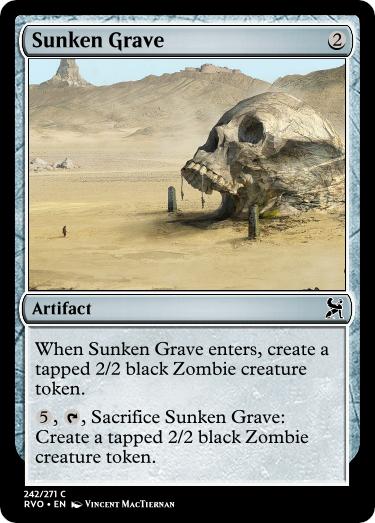 Sunken Grave 2
Artifact
When Sunken Grave enters, create a
tapped 2/2 black Zombie creature
token.
5, , Sacrifice Sunken Grave:
Create a tapped 2/2 black Zombie
creature token.
242/271 C
RVO • EN Vincent MacTiernan